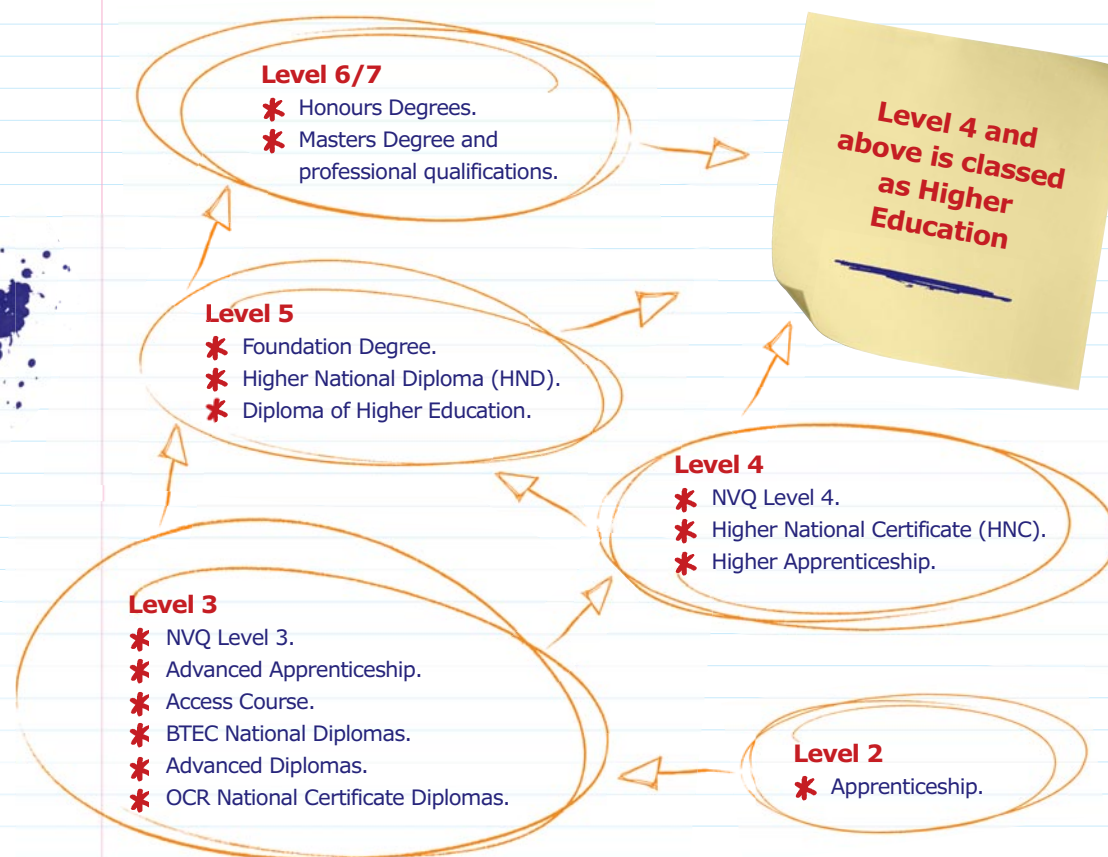 Level 6/7
Honours Degrees.
Masters Degree and
professional qualifications.
Level 4 and
above is classed
as Higher
Education
Level 5
Foundation Degree.
Higher National Diploma (HND).
Diploma of Higher Education.
Level 4
NVQ Level 4.
Higher National Certificate (HNC).
Higher Apprenticeship.
Level 3
NVQ Level 3.
Advanced Apprenticeship.
Access Course.
BTEC National Diplomas.
Advanced Diplomas.
OCR National Certificate Diplomas.
Level 2
Apprenticeship.